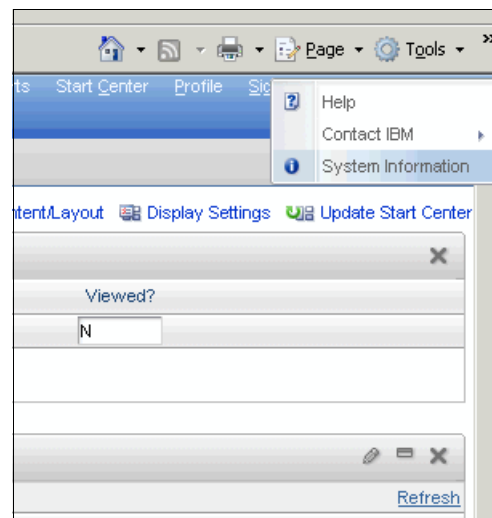 Page Tools »
ts Start Center Profile Sig
Help
Contact IBM
System Information
ntent/Layout Display Settings Update Start Center
Viewed?
N
Refresh